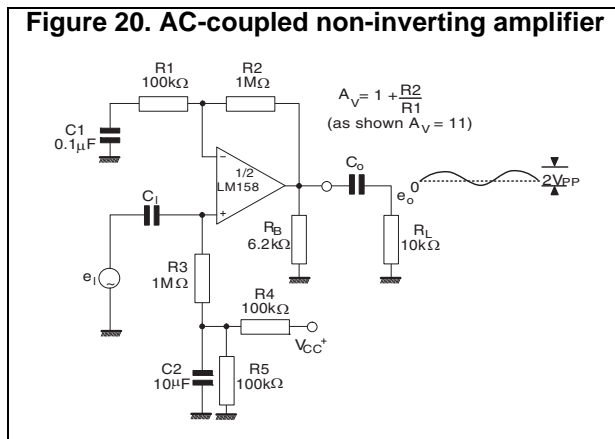 Figure 20. AC-coupled non-inverting amplifier
R1
100kΩ
R2
1MΩ
A_V = 1 + R2/R1
(as shown A_V = 11)
C1
0.1μF
1/2
LM158
C_I
C_o
e_o
0
2V_PP
R_B
6.2kΩ
R_L
10kΩ
R3
1MΩ
e_I
~
R4
100kΩ
V_CC+
C2
10μF
R5
100kΩ